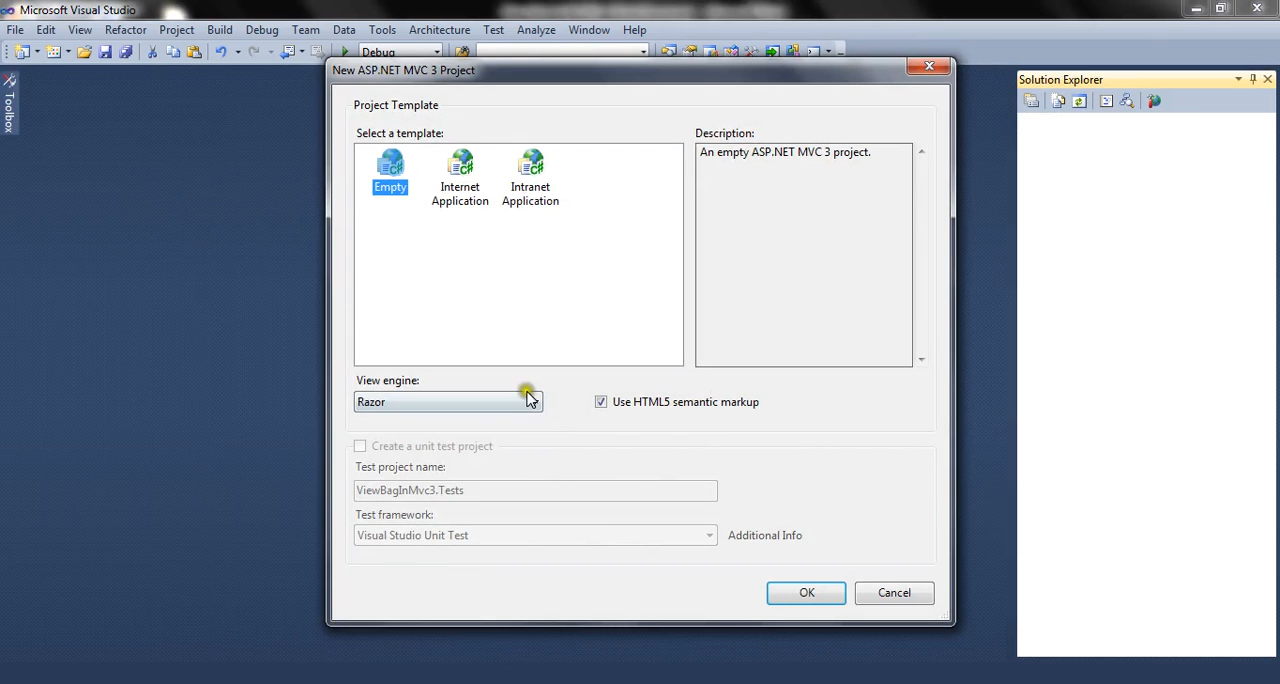 Microsoft Visual Studio
File Edit View Refactor Project Build Debug Team Data Tools Architecture Test Analyze Window Help
Debug
Toolbox
New ASP.NET MVC 3 Project
Solution Explorer
Project Template
Select a template:
Description:
Empty
Internet Application
Intranet Application
An empty ASP.NET MVC 3 project.
View engine:
Razor
Use HTML5 semantic markup
Create a unit test project
Test project name:
ViewBagInMvc3.Tests
Test framework:
Visual Studio Unit Test
Additional Info
OK
Cancel